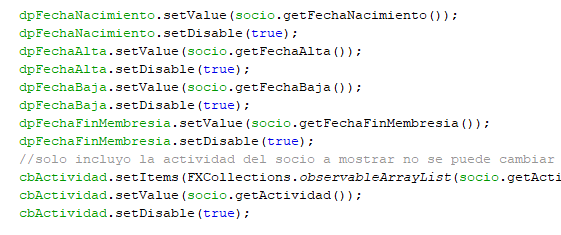 dpFechaNacimiento.setValue(socio.getFechaNacimiento());
dpFechaNacimiento.setDisable(true);
dpFechaAlta.setValue(socio.getFechaAlta());
dpFechaAlta.setDisable(true);
dpFechaBaja.setValue(socio.getFechaBaja());
dpFechaBaja.setDisable(true);
dpFechaFinMembresia.setValue(socio.getFechaFinMembresia());
dpFechaFinMembresia.setDisable(true);
//solo incluyo la actividad del socio a mostrar no se puede cambiar
cbActividad.setItems(FXCollections.observableArrayList(socio.getActi
cbActividad.setValue(socio.getActividad());
cbActividad.setDisable(true);